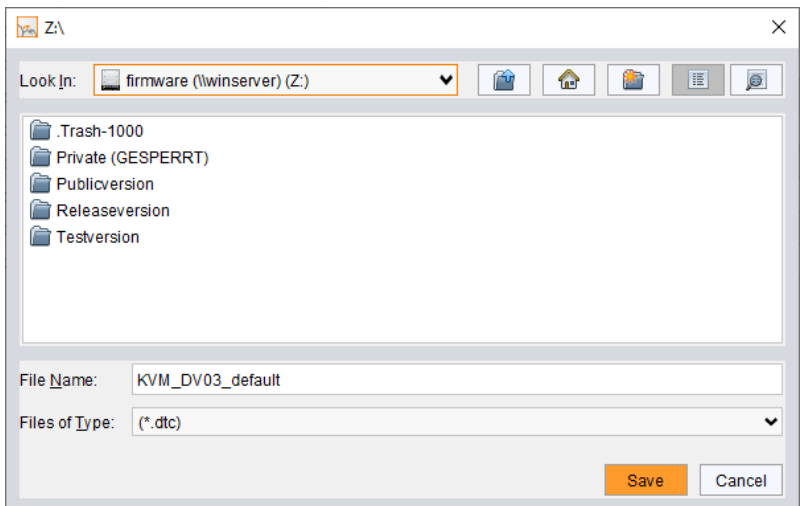 Z:\
Look In: firmware (\\winserver) (Z:)
.Trash-1000
Private (GESPERRT)
Publicversion
Releaseversion
Testversion
File Name: KVM_DV03_default
Files of Type: (*.dtc)
Save Cancel